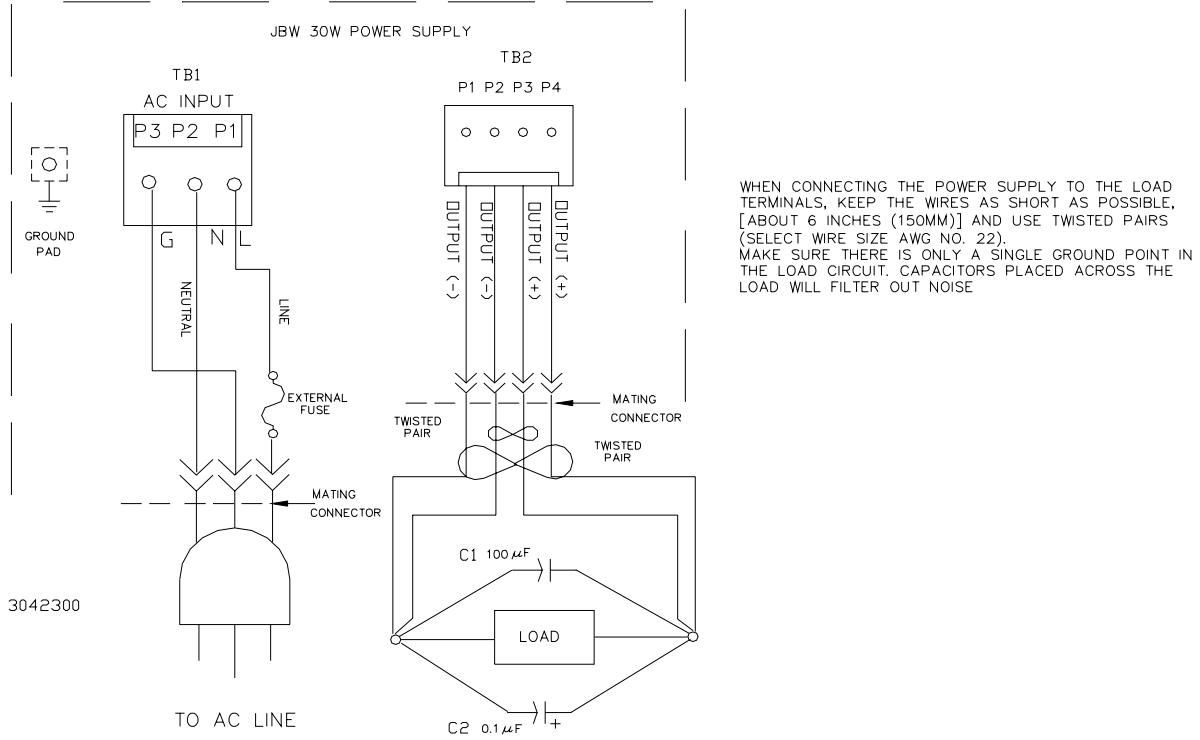 JBW 30W POWER SUPPLY
TB1
AC INPUT
P3 P2 P1
TB2
P1 P2 P3 P4
GROUND
PAD
G N L
NEUTRAL
LINE
EXTERNAL
FUSE
OUTPUT (-)
OUTPUT (-)
OUTPUT (+)
OUTPUT (+)
WHEN CONNECTING THE POWER SUPPLY TO THE LOAD
TERMINALS, KEEP THE WIRES AS SHORT AS POSSIBLE,
[ABOUT 6 INCHES (150MM)] AND USE TWISTED PAIRS
(SELECT WIRE SIZE AWG NO. 22).
MAKE SURE THERE IS ONLY A SINGLE GROUND POINT IN
THE LOAD CIRCUIT. CAPACITORS PLACED ACROSS THE
LOAD WILL FILTER OUT NOISE
MATING
CONNECTOR
TWISTED
PAIR
TWISTED
PAIR
MATING
CONNECTOR
C1 100 µF
LOAD
C2 0.1 µF +
3042300
TO AC LINE